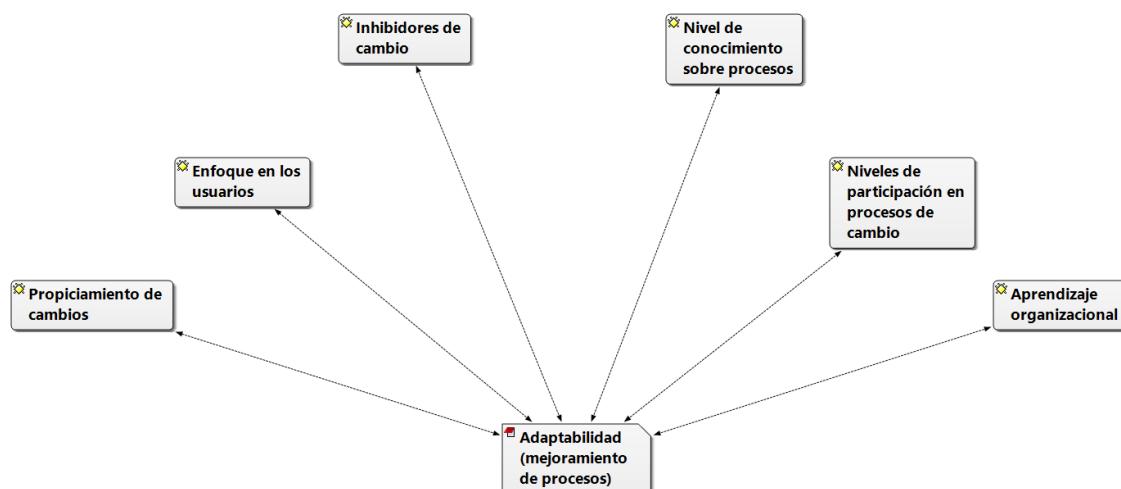 Inhibidores de
cambio
Nivel de
conocimiento
sobre procesos
Enfoque en los
usuarios
Niveles de
participación en
procesos de
cambio
Propiciamiento de
cambios
Aprendizaje
organizacional
Adaptabilidad
(mejoramiento
de procesos)